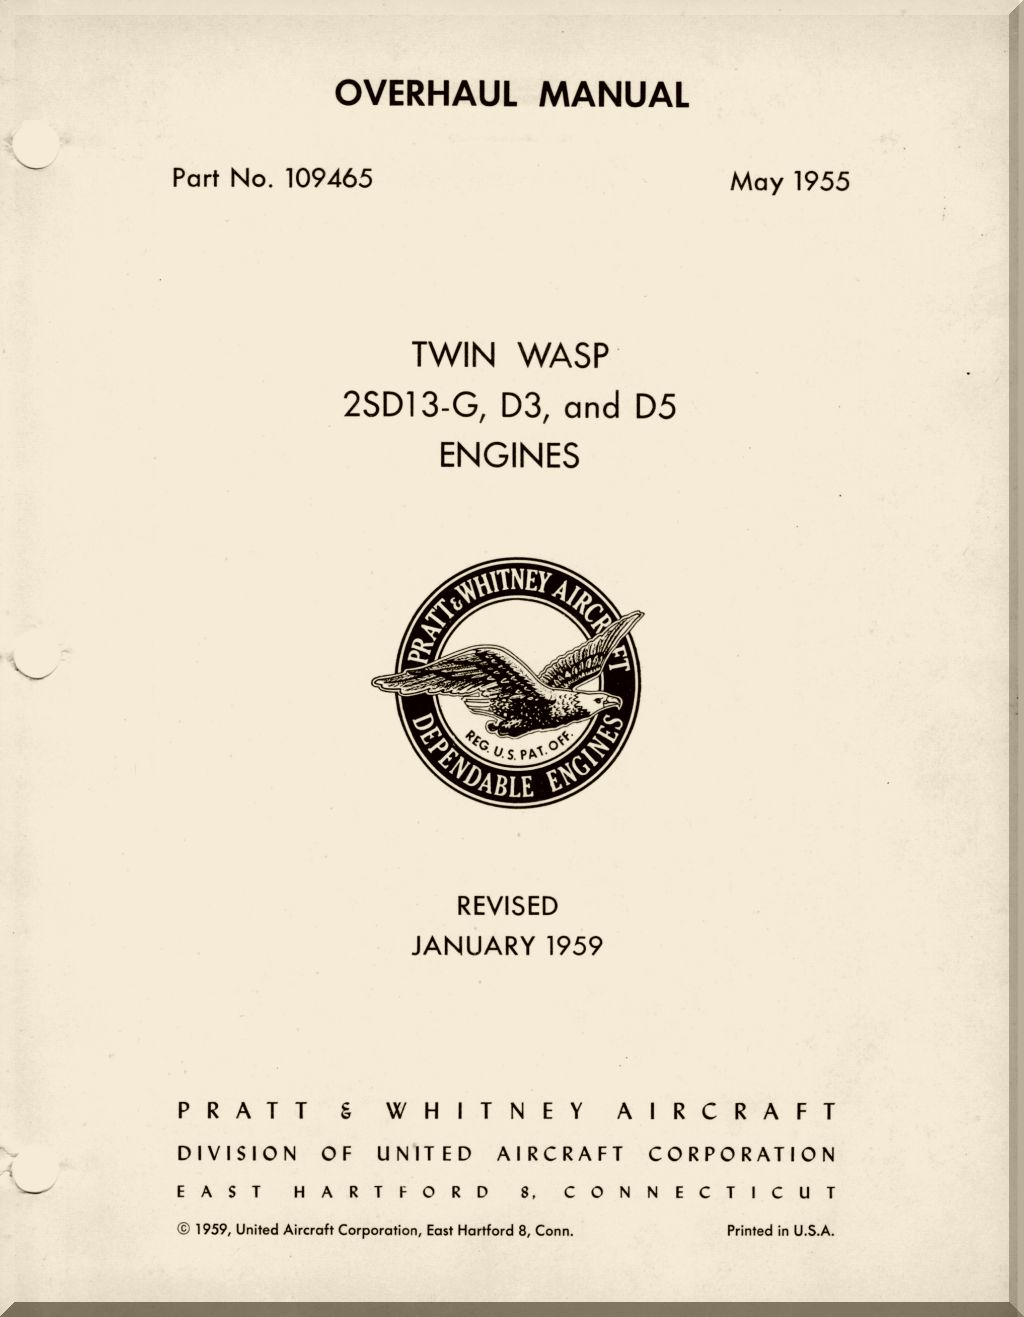 OVERHAUL MANUAL
Part No. 109465
May 1955
TWIN WASP
2SD13-G, D3, and D5
ENGINES
PRATT & WHITNEY AIRCRAFT
REG. U.S. PAT. OFF.
DEPENDABLE ENGINES
REVISED
JANUARY 1959
PRATT & WHITNEY AIRCRAFT
DIVISION OF UNITED AIRCRAFT CORPORATION
EAST HARTFORD 8, CONNECTICUT
© 1959, United Aircraft Corporation, East Hartford 8, Conn.
Printed in U.S.A.